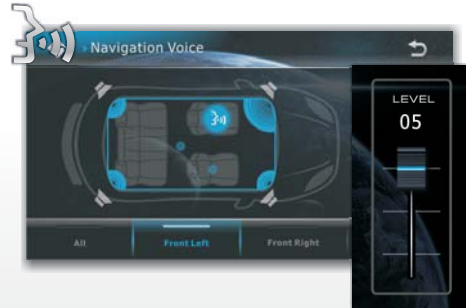 Navigation Voice
LEVEL
05
All
Front Left
Front Right